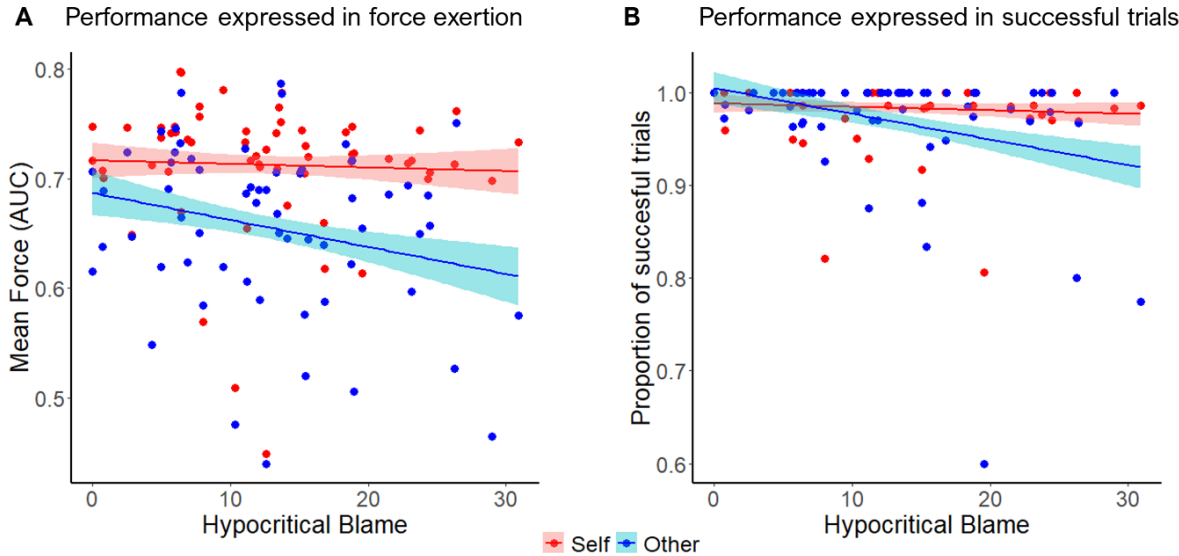 A Performance expressed in force exertion
B Performance expressed in successful trials
Mean Force (AUC)
0.8
0.7
0.6
0.5
0 10 20 30
Hypocritical Blame
Proportion of succesful trials
1.0
0.9
0.8
0.7
0.6
0 10 20 30
Hypocritical Blame
Self Other